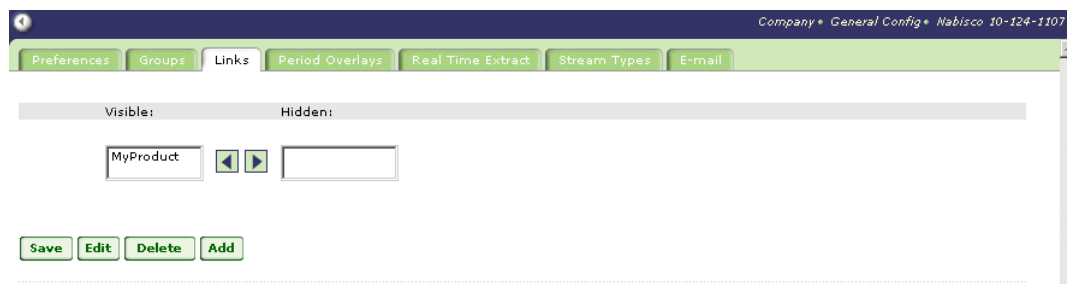 Company • General Config • Nabisco 10-124-1107
Preferences Groups Links Period Overlays Real Time Extract Stream Types E-mail
Visible: Hidden:
MyProduct
Save Edit Delete Add